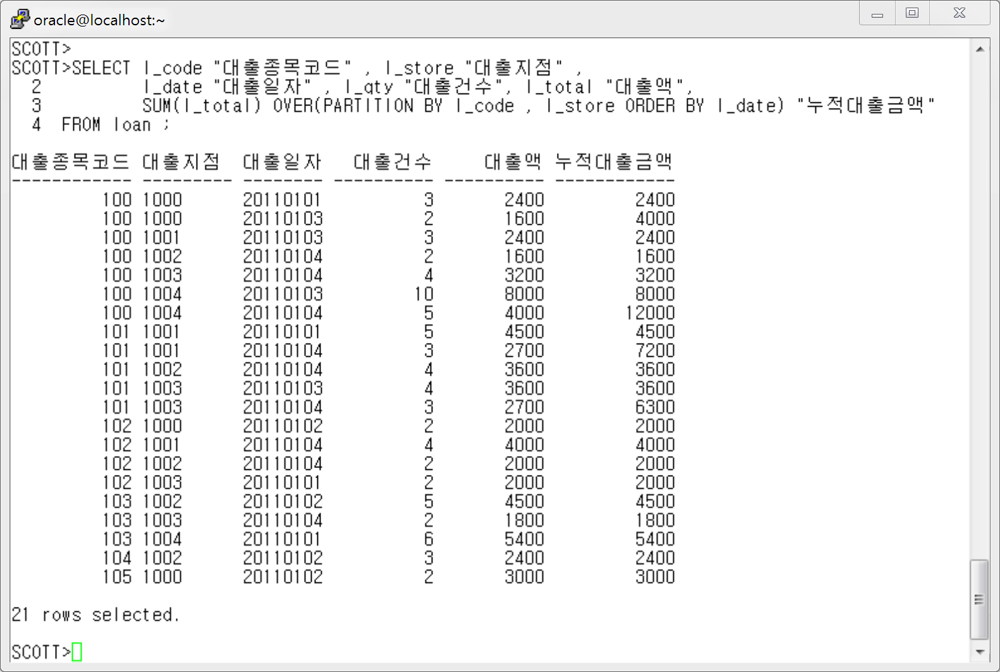 oracle@localhost:~
SCOTT>
SCOTT>SELECT l_code "대출종목코드" , l_store "대출지점" ,
  2          l_date "대출일자" , l_qty "대출건수", l_total "대출액",
  3          SUM(l_total) OVER(PARTITION BY l_code , l_store ORDER BY l_date) "누적대출금액"
  4  FROM loan ;
대출종목코드 대출지점  대출일자   대출건수     대출액 누적대출금액
------------ --------- -------- ---------- ---------- ------------
         100 1000      20110101          3       2400         2400
         100 1000      20110103          2       1600         4000
         100 1001      20110103          3       2400         2400
         100 1002      20110104          2       1600         1600
         100 1003      20110104          4       3200         3200
         100 1004      20110103         10       8000         8000
         100 1004      20110104          5       4000        12000
         101 1001      20110101          5       4500         4500
         101 1001      20110104          3       2700         7200
         101 1002      20110104          4       3600         3600
         101 1003      20110103          4       3600         3600
         101 1003      20110104          3       2700         6300
         102 1000      20110102          2       2000         2000
         102 1001      20110104          4       4000         4000
         102 1002      20110104          2       2000         2000
         102 1003      20110101          2       2000         2000
         103 1002      20110102          5       4500         4500
         103 1003      20110104          2       1800         1800
         103 1004      20110101          6       5400         5400
         104 1002      20110102          3       2400         2400
         105 1000      20110102          2       3000         3000
21 rows selected.
SCOTT>